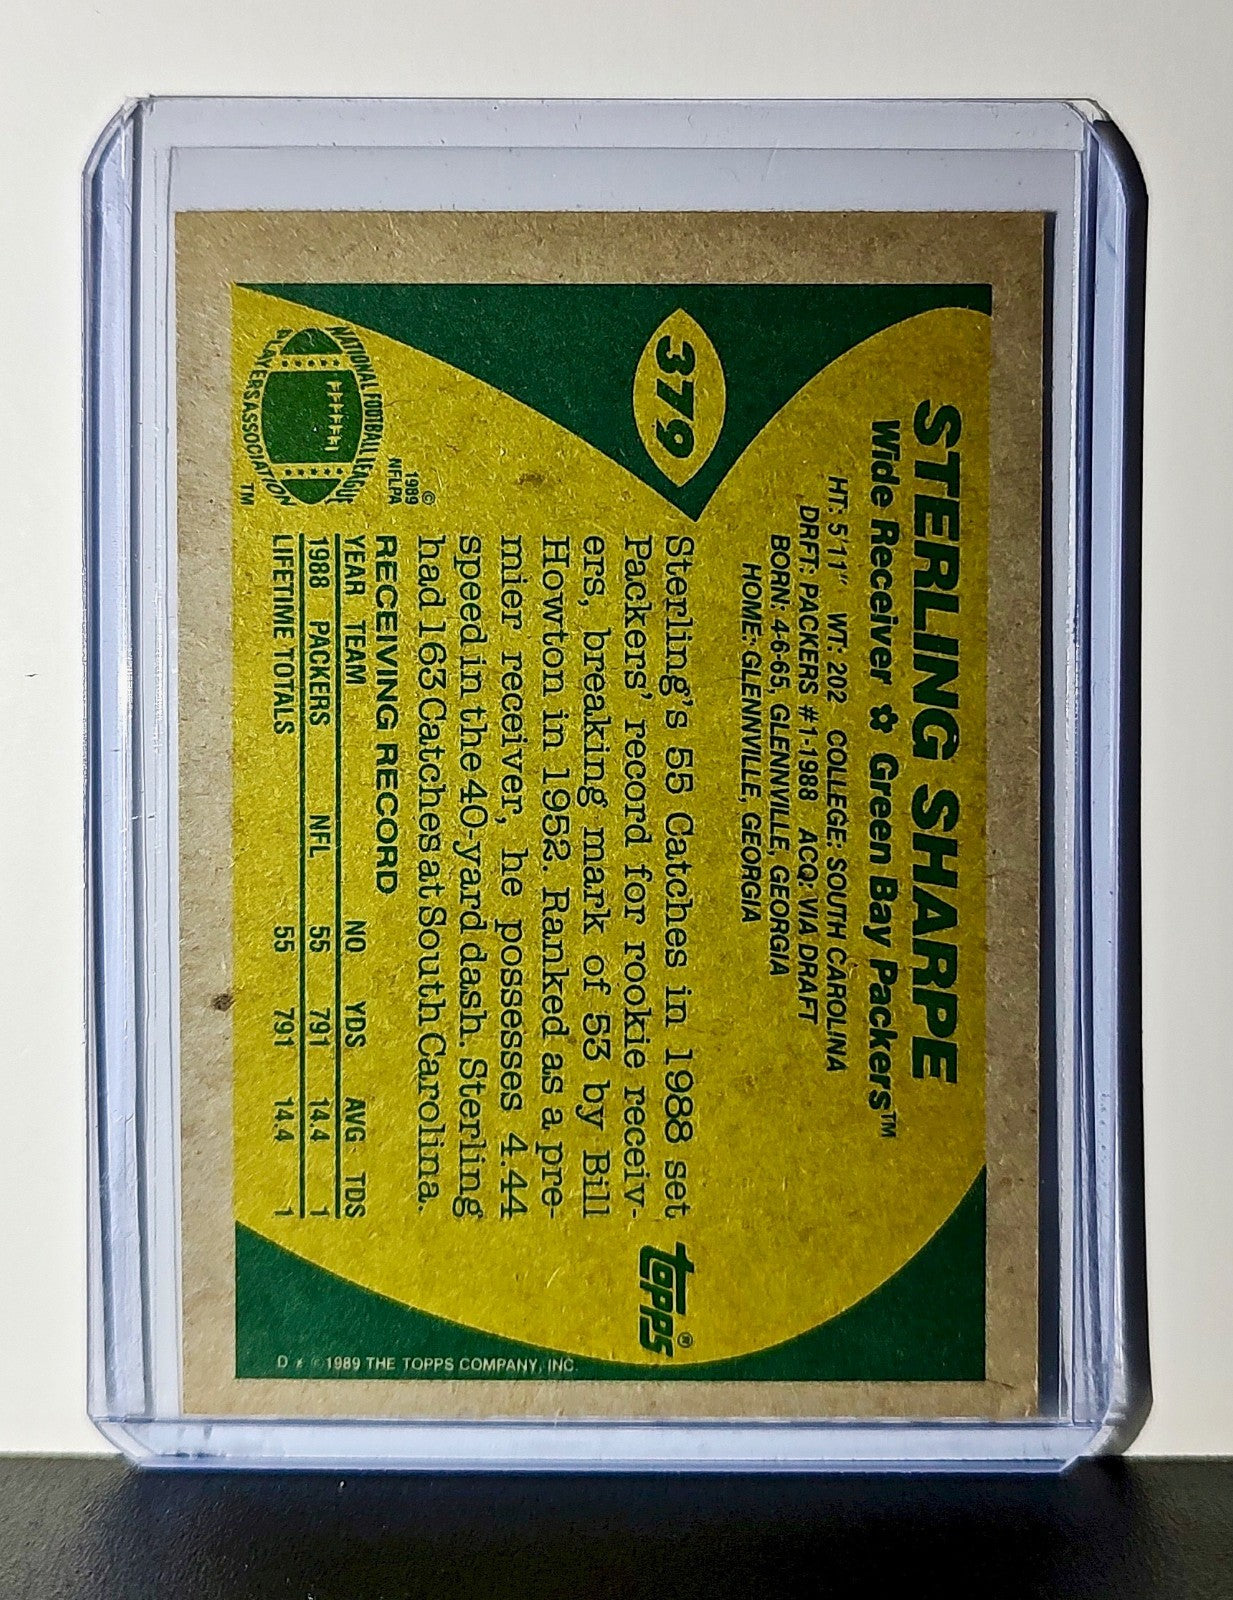 379
STERLING SHARPE
Wide Receiver ✿ Green Bay Packers™
HT: 5'11" WT: 202 COLLEGE: SOUTH CAROLINA
DRFT: PACKERS #1-1988 ACQ: VIA DRAFT
BORN: 4-6-65, GLENNVILLE, GEORGIA
HOME: GLENNVILLE, GEORGIA
Sterling's 55 Catches in 1988 set
Packers' record for rookie receiv-
ers, breaking mark of 53 by Bill
Howton in 1952. Ranked as a pre-
mier receiver, he possesses 4.44
speed in the 40-yard dash. Sterling
had 163 Catches at South Carolina.
RECEIVING RECORD
YEAR TEAM NO YDS AVG TDS
1988 PACKERS NFL 55 791 14.4 1
LIFETIME TOTALS 55 791 14.4 1
©
1989
NFLPA
NATIONAL FOOTBALL LEAGUE
PLAYERS ASSOCIATION
™
topps®
D * © 1989 THE TOPPS COMPANY, INC.